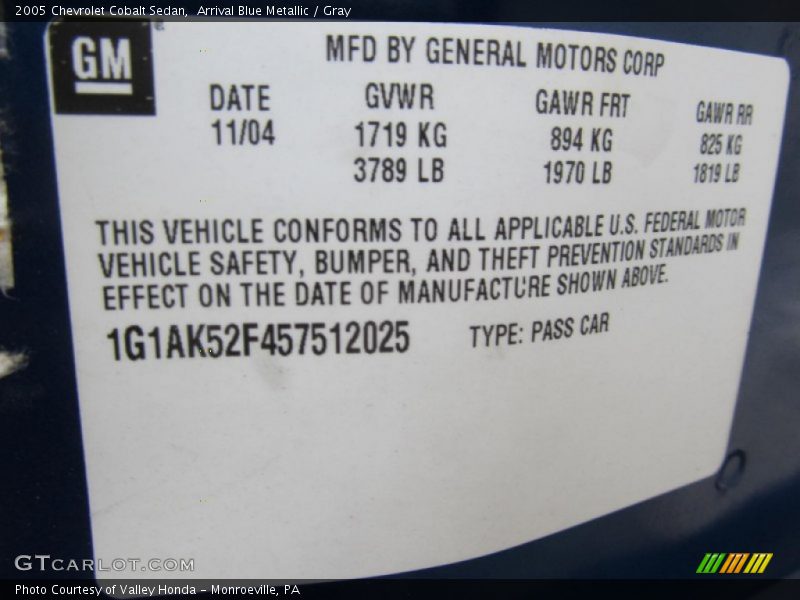 2005 Chevrolet Cobalt Sedan, Arrival Blue Metallic / Gray
GM
MFD BY GENERAL MOTORS CORP
DATE GVWR GAWR FRT GAWR RR
11/04 1719 KG 894 KG 825 KG
3789 LB 1970 LB 1819 LB
THIS VEHICLE CONFORMS TO ALL APPLICABLE U.S. FEDERAL MOTOR
VEHICLE SAFETY, BUMPER, AND THEFT PREVENTION STANDARDS IN
EFFECT ON THE DATE OF MANUFACTURE SHOWN ABOVE.
1G1AK52F457512025 TYPE: PASS CAR
GTCARLOT.COM
Photo Courtesy of Valley Honda - Monroeville, PA